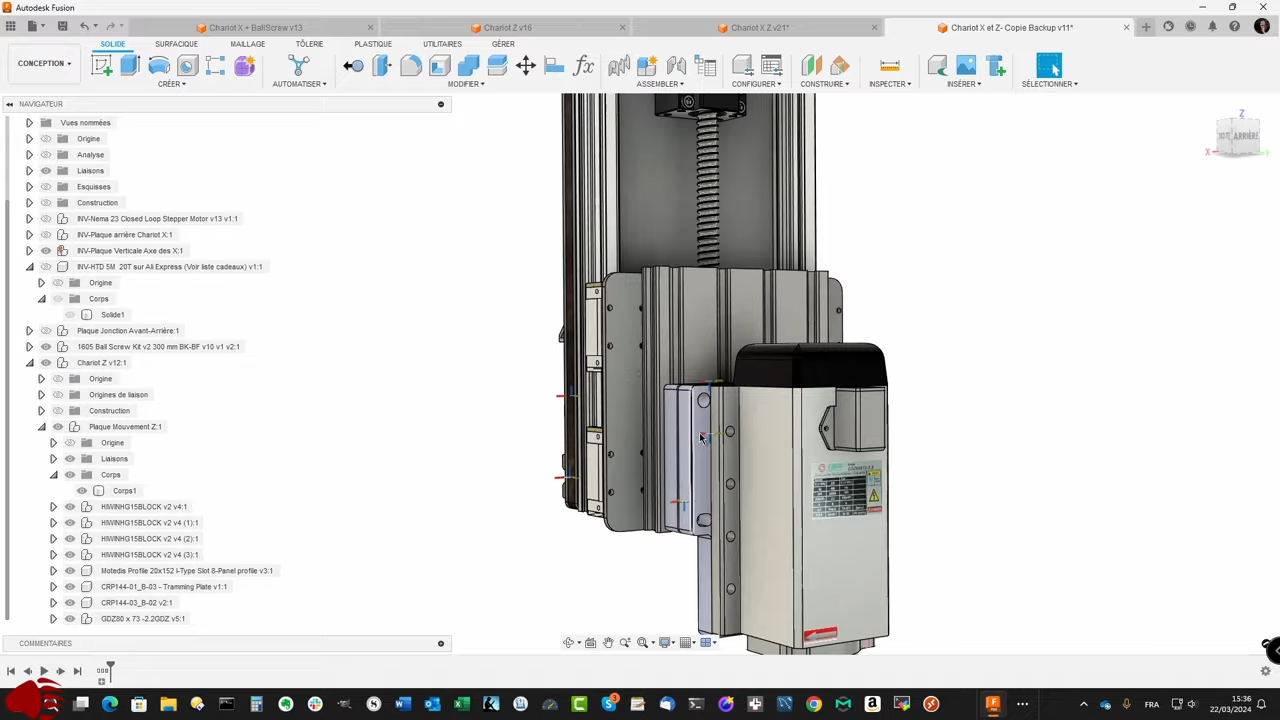 Autodesk Fusion
Chariot X + BallScrew v13
Chariot Z v16
Chariot X Z v21*
Chariot X et Z- Copie Backup v11*
SOLIDE
SURFACIQUE
MAILLAGE
TÔLERIE
PLASTIQUE
UTILITAIRES
GÉRER
CONCEPTION
CRÉER
AUTOMATISER
MODIFIER
ASSEMBLER
CONFIGURER
CONSTRUIRE
INSPECTER
INSÉRER
SÉLECTIONNER
NAVIGATEUR
Vues nommées
Origine
Analyse
Liaisons
Esquisses
Construction
INV-Nema 23 Closed Loop Stepper Motor v13 v1:1
INV-Plaque arrière Chariot X:1
INV-Plaque Verticale Axe des X:1
INV-HTD 5M 20T sur Ali Express (Voir liste cadeaux) v1:1
Origine
Corps
Solide1
Plaque Jonction Avant-Arrière:1
1605 Ball Screw Kit v2 300 mm BK-BF v10 v1 v2:1
Chariot Z v12:1
Origine
Origines de liaison
Construction
Plaque Mouvement Z:1
Origine
Liaisons
Corps
Corps1
HIWINHG15BLOCK v2 v4:1
HIWINHG15BLOCK v2 v4 (1):1
HIWINHG15BLOCK v2 v4 (2):1
HIWINHG15BLOCK v2 v4 (3):1
Motedis Profile 20x152 I-Type Slot 8-Panel profile v3:1
CRP144-01_B-03 - Tramming Plate v1:1
CRP144-03_B-02 v2:1
GDZ80 x 73 -2.2GDZ v5:1
COMMENTAIRES
Z
ARRIÈRE
X
Y
FRA
15:36
22/03/2024